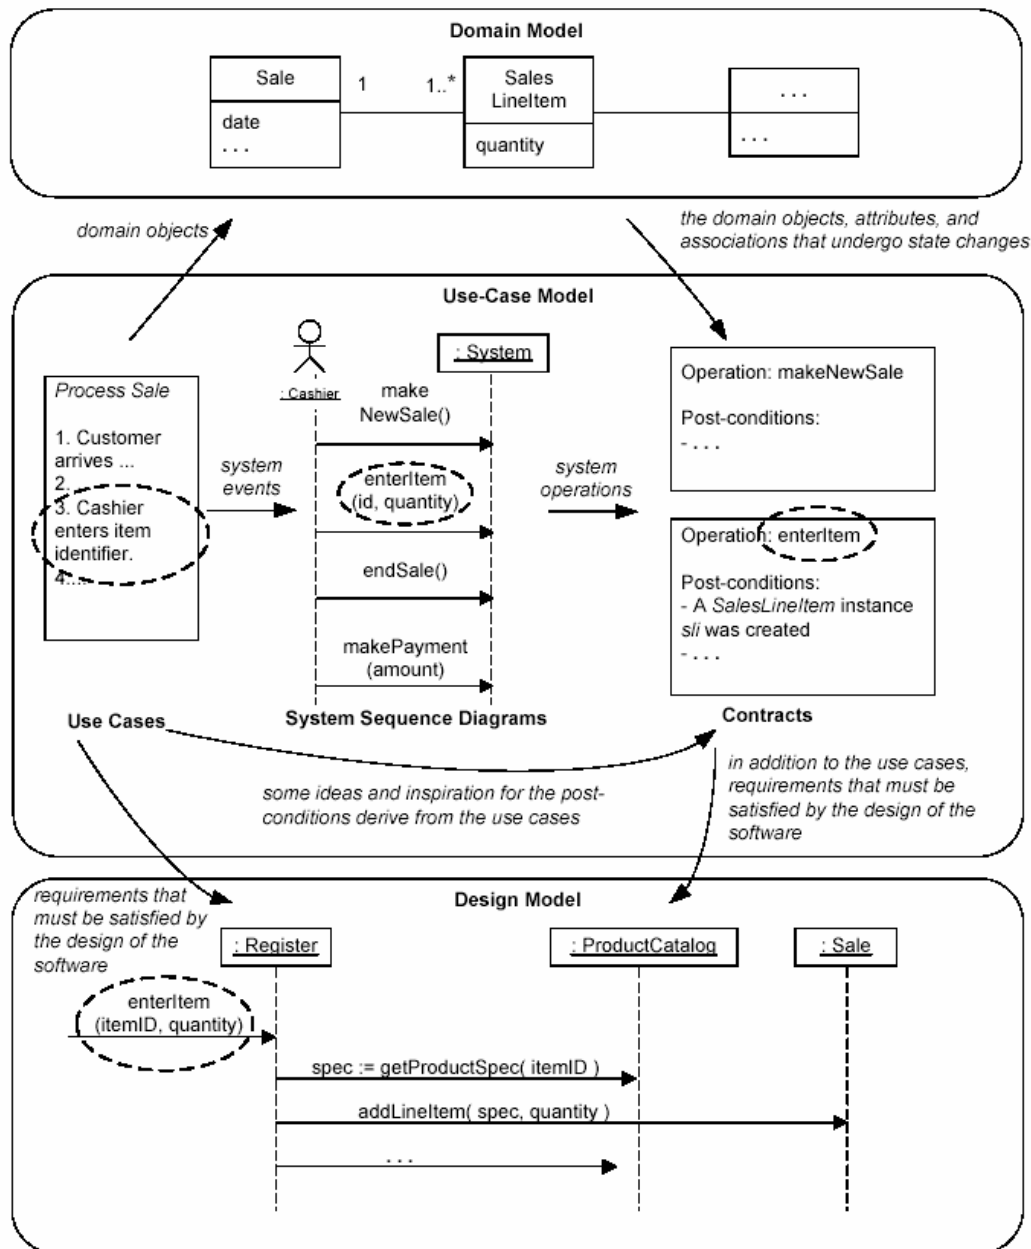 Domain Model
Sale
1
1..*
Sales
LineItem
. . .
date
. . .
quantity
. . .
domain objects
the domain objects, attributes, and
associations that undergo state changes
Use-Case Model
: Cashier
: System
Process Sale
1. Customer
arrives ...
2. ...
3. Cashier
enters item
identifier.
4....
system
events
make
NewSale()
enterItem
(id, quantity)
endSale()
makePayment
(amount)
system
operations
Operation: makeNewSale
Post-conditions:
- . . .
Operation: enterItem
Post-conditions:
- A SalesLineItem instance
sli was created
- . . .
Use Cases
System Sequence Diagrams
Contracts
some ideas and inspiration for the post-
conditions derive from the use cases
in addition to the use cases,
requirements that must be
satisfied by the design of the
software
Design Model
requirements that
must be satisfied by
the design of the
software
: Register
: ProductCatalog
: Sale
enterItem
(itemID, quantity)
spec := getProductSpec( itemID )
addLineItem( spec, quantity )
. . .